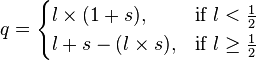 q = { l × (1 + s), if l < 1/2
l + s − (l × s), if l ≥ 1/2